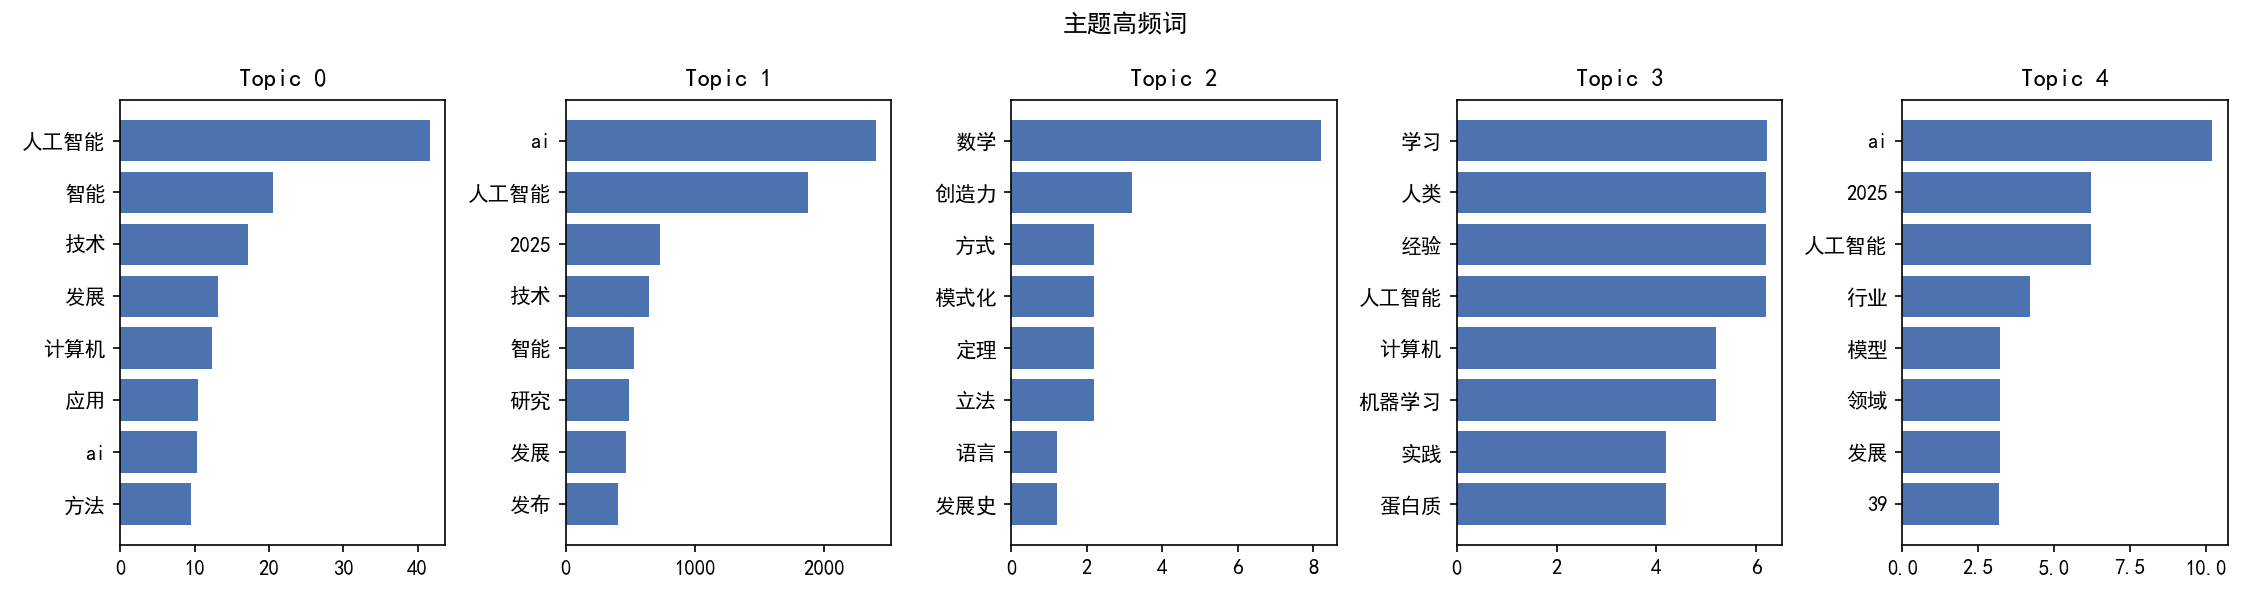 主题高频词
Topic 0
人工智能
智能
技术
发展
计算机
应用
ai
方法
0 10 20 30 40
Topic 1
ai
人工智能
2025
技术
智能
研究
发展
发布
0 1000 2000
Topic 2
数学
创造力
方式
模式化
定理
立法
语言
发展史
0 2 4 6 8
Topic 3
学习
人类
经验
人工智能
计算机
机器学习
实践
蛋白质
0 2 4 6
Topic 4
ai
2025
人工智能
行业
模型
领域
发展
39
0.0 2.5 5.0 7.5 10.0